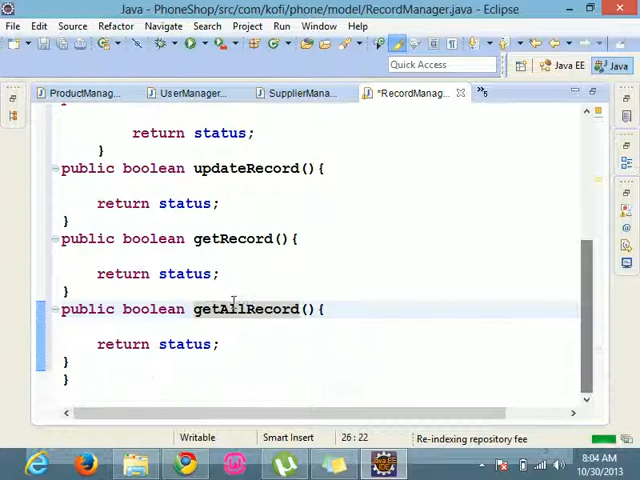 Java - PhoneShop/src/com/kofi/phone/model/RecordManager.java - Eclipse
File Edit Source Refactor Navigate Search Project Run Window Help
Quick Access
Java EE
Java
ProductManag...
UserManager...
SupplierMana...
*RecordManag...
»5
return status;
}
public boolean updateRecord(){
return status;
}
public boolean getRecord(){
return status;
}
public boolean getAllRecord(){
return status;
}
}
Writable
Smart Insert
26 : 22
Re-indexing repository fee
8:04 AM
10/30/2013